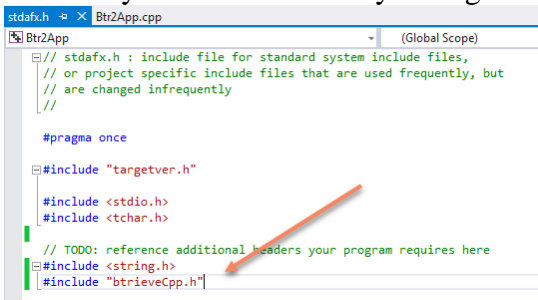 stdafx.h Btr2App.cpp
Btr2App (Global Scope)
// stdafx.h : include file for standard system include files,
// or project specific include files that are used frequently, but
// are changed infrequently
//
#pragma once
#include "targetver.h"
#include <stdio.h>
#include <tchar.h>
// TODO: reference additional headers your program requires here
#include <string.h>
#include "btrieveCpp.h"